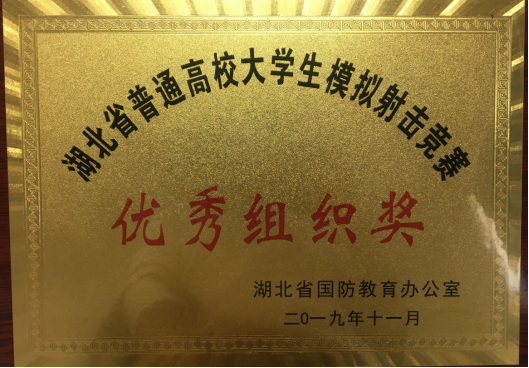 湖北省普通高校大学生模拟射击竞赛
优秀组织奖
湖北省国防教育办公室
二0一九年十一月